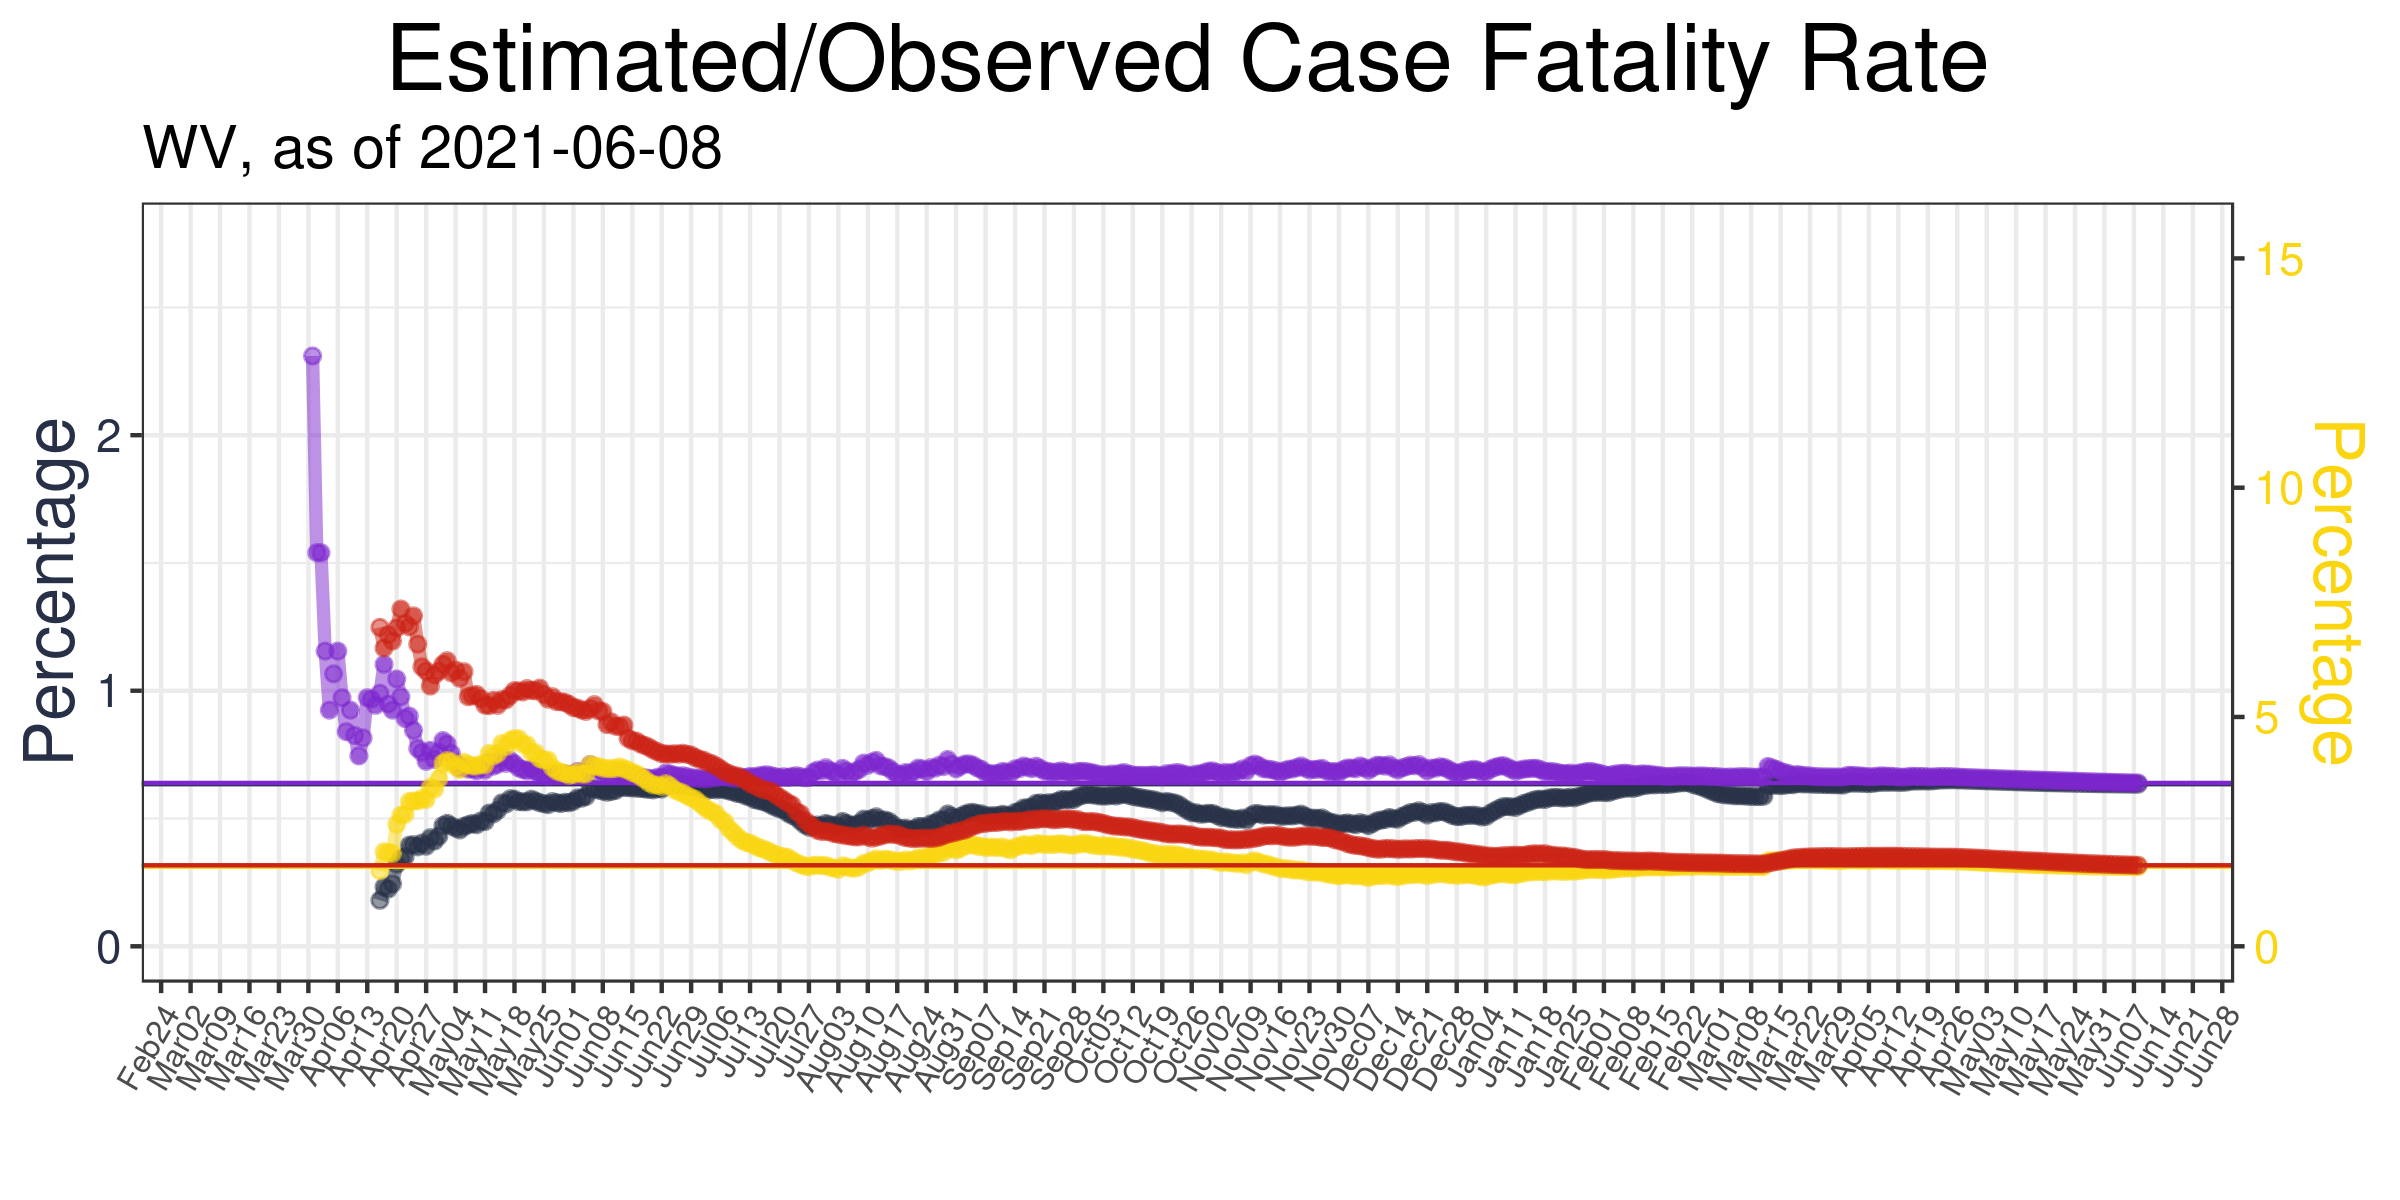 Estimated/Observed Case Fatality Rate
WV, as of 2021-06-08
Percentage
2
1
0
15
10
5
0
Percentage
Feb24
Mar02
Mar09
Mar16
Mar23
Mar30
Apr06
Apr13
Apr20
Apr27
May04
May11
May18
May25
Jun01
Jun08
Jun15
Jun22
Jun29
Jul06
Jul13
Jul20
Jul27
Aug03
Aug10
Aug17
Aug24
Aug31
Sep07
Sep14
Sep21
Sep28
Oct05
Oct12
Oct19
Oct26
Nov02
Nov09
Nov16
Nov23
Nov30
Dec07
Dec14
Dec21
Dec28
Jan04
Jan11
Jan18
Jan25
Feb01
Feb08
Feb15
Feb22
Mar01
Mar08
Mar15
Mar22
Mar29
Apr05
Apr12
Apr19
Apr26
May03
May10
May17
May24
May31
Jun07
Jun14
Jun21
Jun28